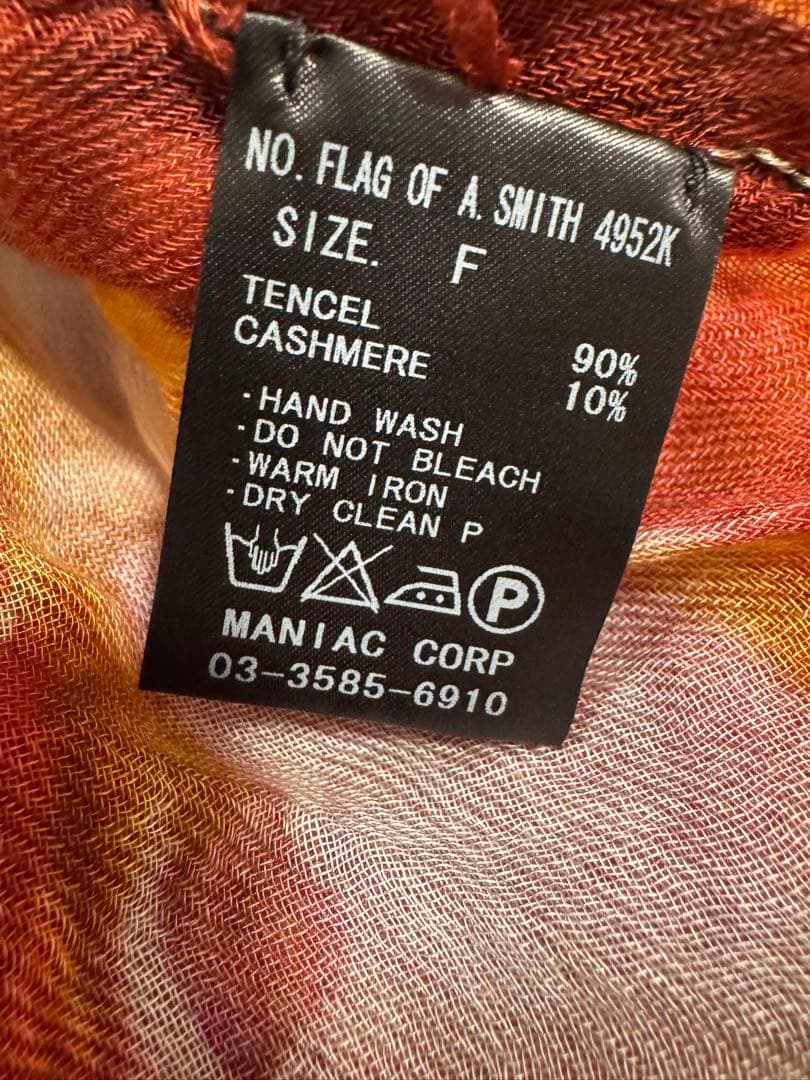 NO. FLAG OF A. SMITH 4952K
SIZE. F
TENCEL 90%
CASHMERE 10%
·HAND WASH
·DO NOT BLEACH
·WARM IRON
·DRY CLEAN P
P
MANIAC CORP
03-3585-6910